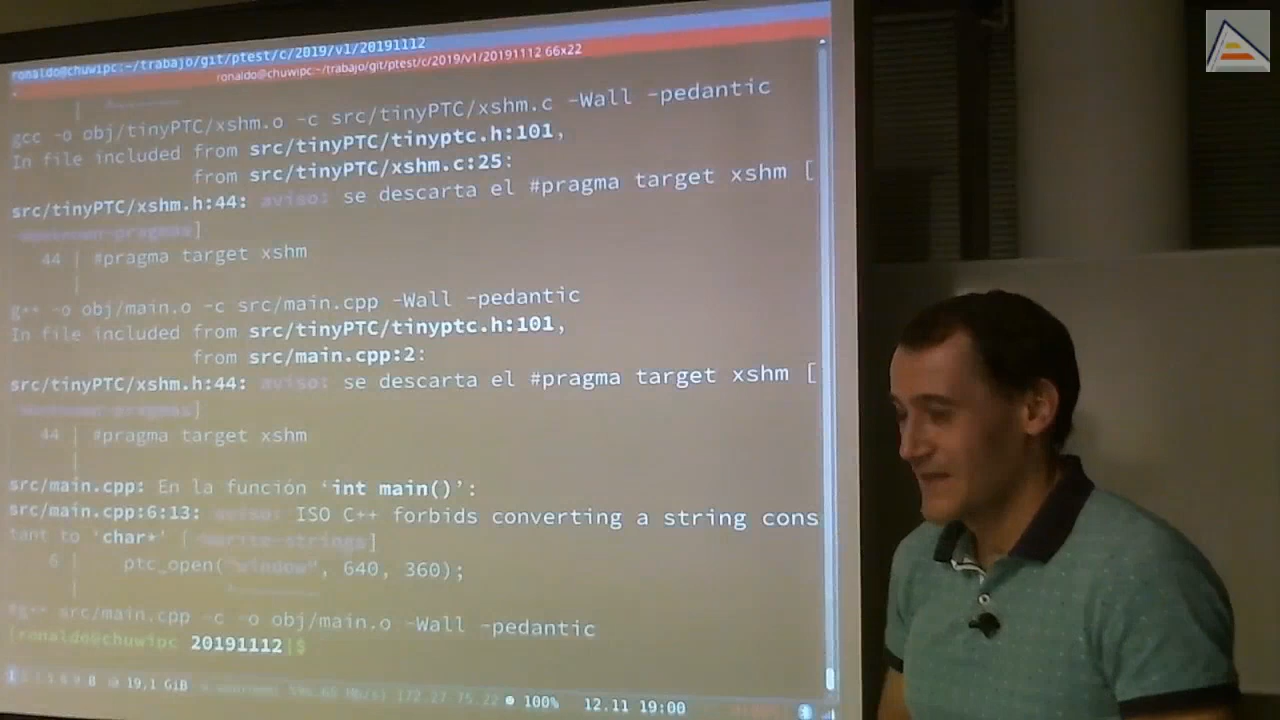 ronaldo@chuwipc:~/trabajo/git/ptest/c/2019/v1/20191112
ronaldo@chuwipc:~/trabajo/git/ptest/c/2019/v1/20191112 66x22
gcc -o obj/tinyPTC/xshm.o -c src/tinyPTC/xshm.c -Wall -pedantic
In file included from src/tinyPTC/tinyptc.h:101,
from src/tinyPTC/xshm.c:25:
src/tinyPTC/xshm.h:44: aviso: se descarta el #pragma target xshm [
]
44 | #pragma target xshm
|
g++ -o obj/main.o -c src/main.cpp -Wall -pedantic
In file included from src/tinyPTC/tinyptc.h:101,
from src/main.cpp:2:
src/tinyPTC/xshm.h:44: aviso: se descarta el #pragma target xshm [
]
44 | #pragma target xshm
|
src/main.cpp: En la función ‘int main()’:
src/main.cpp:6:13: aviso: ISO C++ forbids converting a string cons
tant to ‘char*’ [-Wwrite-strings]
6 | ptc_open("window", 640, 360);
|
#g++ src/main.cpp -c -o obj/main.o -Wall -pedantic
[ronaldo@chuwipc 20191112]$
8 19,1 GiB 172.27.75.22 100% 12.11 19:00